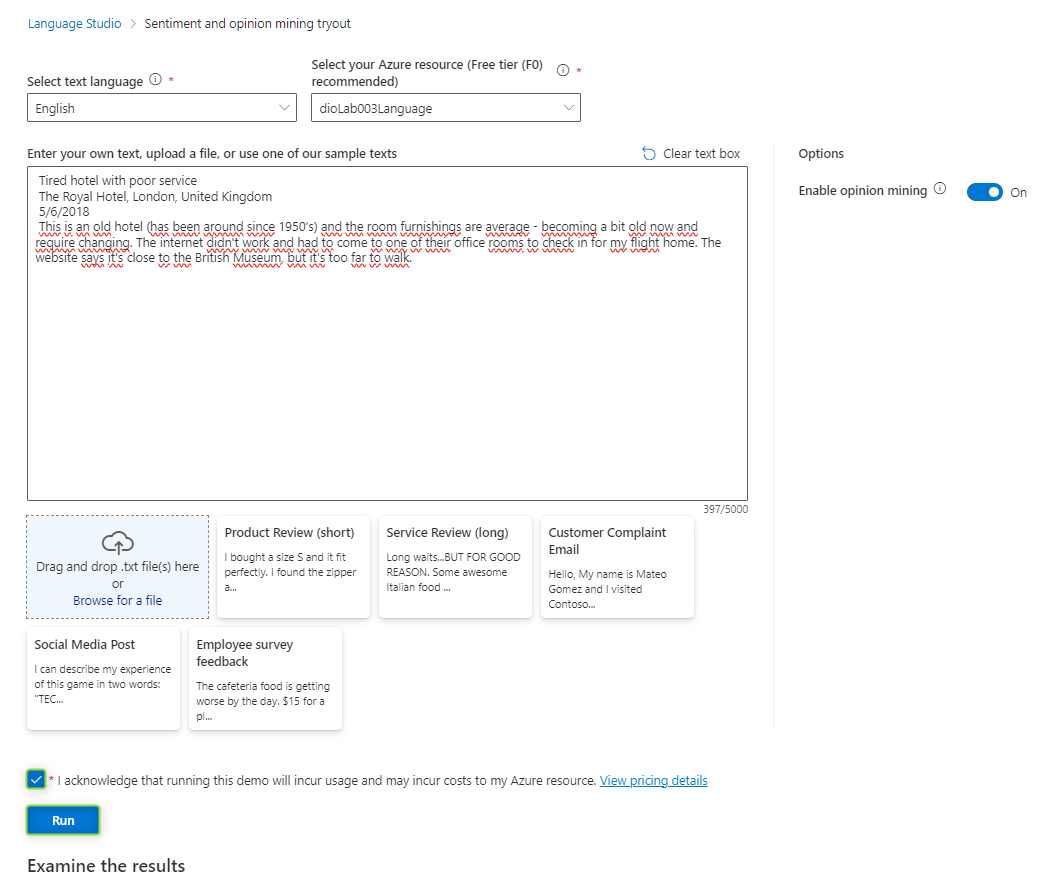 Language Studio > Sentiment and opinion mining tryout
Select text language *
Select your Azure resource (Free tier (F0)
recommended) *
English
dioLab003Language
Enter your own text, upload a file, or use one of our sample texts
Clear text box
Tired hotel with poor service
The Royal Hotel, London, United Kingdom
5/6/2018
This is an old hotel (has been around since 1950's) and the room furnishings are average - becoming a bit old now and
require changing. The internet didn't work and had to come to one of their office rooms to check in for my flight home. The
website says it's close to the British Museum, but it's too far to walk.
397/5000
Options
Enable opinion mining
On
Drag and drop .txt file(s) here
or
Browse for a file
Product Review (short)
I bought a size S and it fit
perfectly. I found the zipper
a...
Service Review (long)
Long waits...BUT FOR GOOD
REASON. Some awesome
Italian food ...
Customer Complaint
Email
Hello, My name is Mateo
Gomez and I visited
Contoso...
Social Media Post
I can describe my experience
of this game in two words:
"TEC...
Employee survey
feedback
The cafeteria food is getting
worse by the day. $15 for a
pl...
* I acknowledge that running this demo will incur usage and may incur costs to my Azure resource. View pricing details
Run
Examine the results